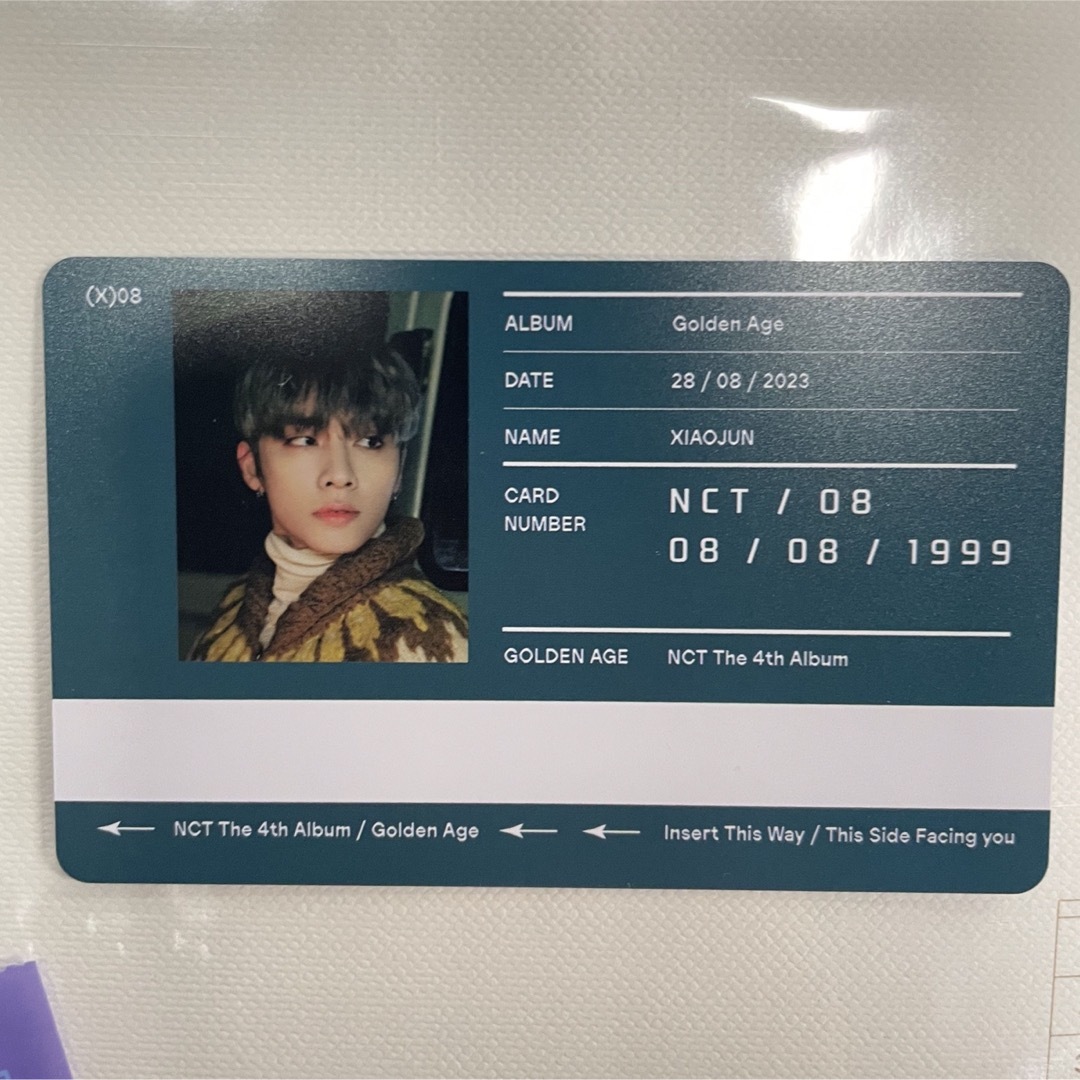 (X)08
ALBUM Golden Age
DATE 28 / 08 / 2023
NAME XIAOJUN
CARD NUMBER
NCT / 08
08 / 08 / 1999
GOLDEN AGE NCT The 4th Album
NCT The 4th Album / Golden Age Insert This Way / This Side Facing you